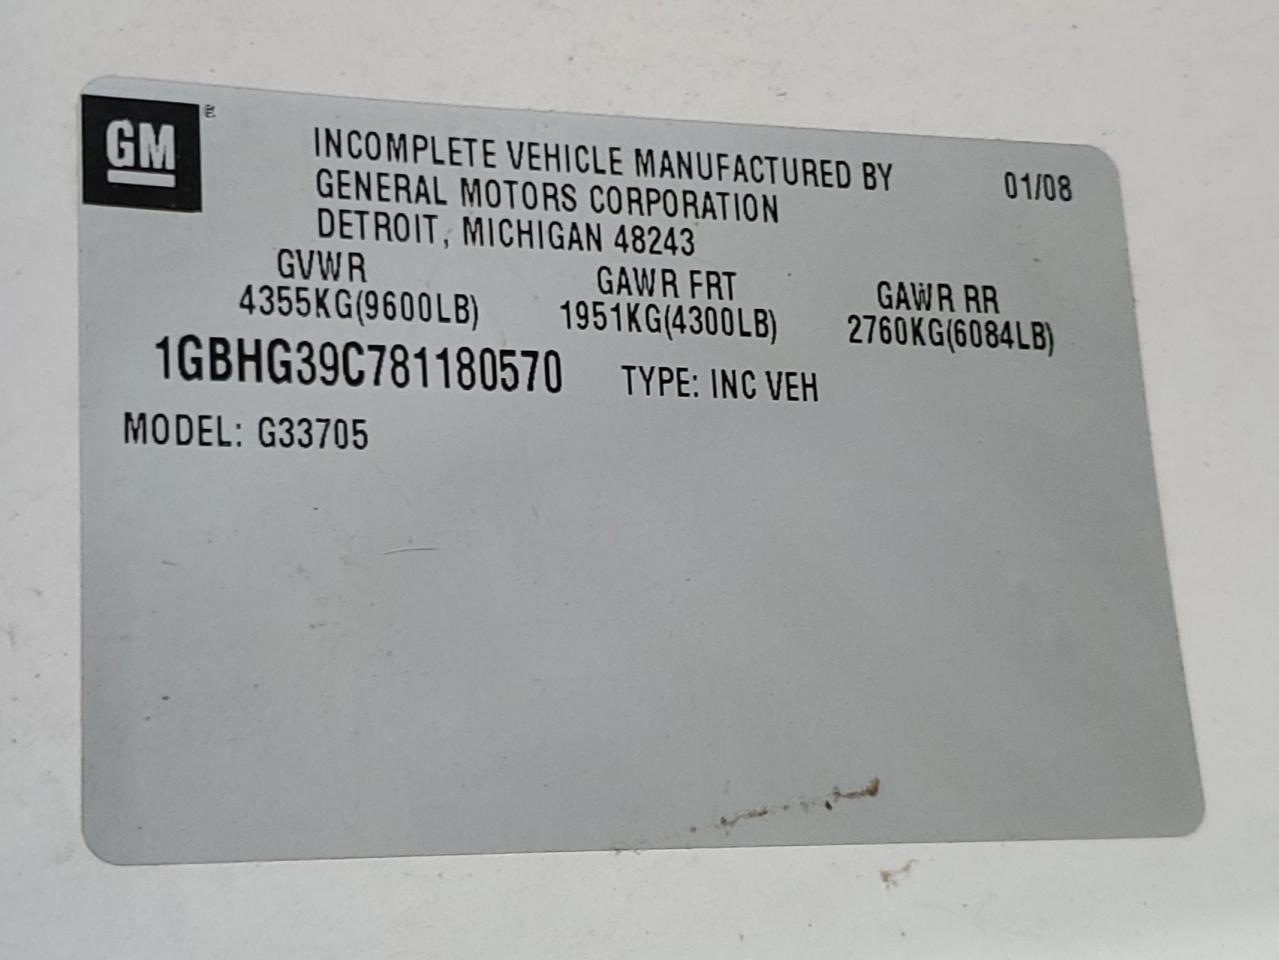 GM
INCOMPLETE VEHICLE MANUFACTURED BY 01/08
GENERAL MOTORS CORPORATION
DETROIT, MICHIGAN 48243
GVWR GAWR FRT GAWR RR
4355KG(9600LB) 1951KG(4300LB) 2760KG(6084LB)
1GBHG39C781180570 TYPE: INC VEH
MODEL: G33705